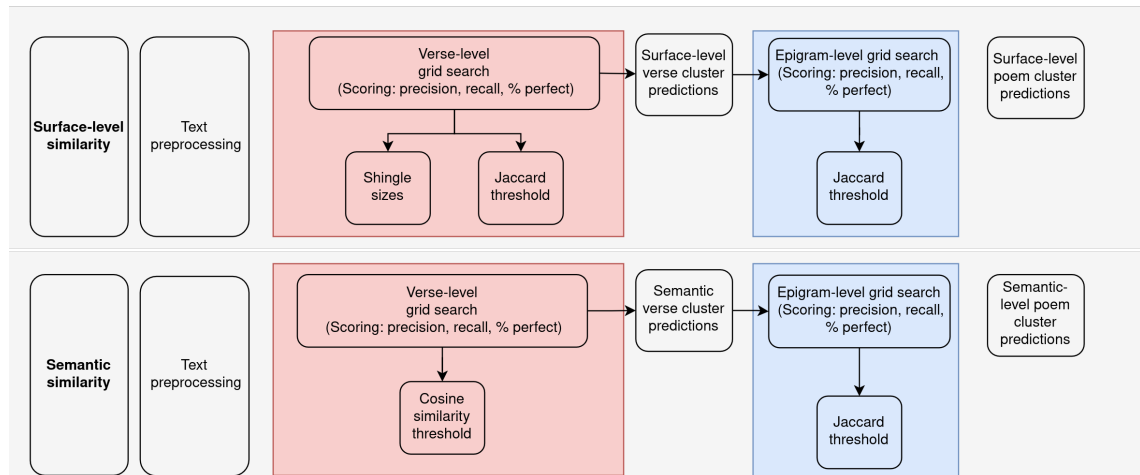 Surface-level
similarity
Text
preprocessing
Verse-level
grid search
(Scoring: precision, recall, % perfect)
Shingle
sizes
Jaccard
threshold
Surface-level
verse cluster
predictions
Epigram-level grid search
(Scoring: precision, recall,
% perfect)
Jaccard
threshold
Surface-level
poem cluster
predictions
Semantic
similarity
Text
preprocessing
Verse-level
grid search
(Scoring: precision, recall, % perfect)
Cosine
similarity
threshold
Semantic
verse cluster
predictions
Epigram-level grid search
(Scoring: precision, recall,
% perfect)
Jaccard
threshold
Semantic-
level poem
cluster
predictions